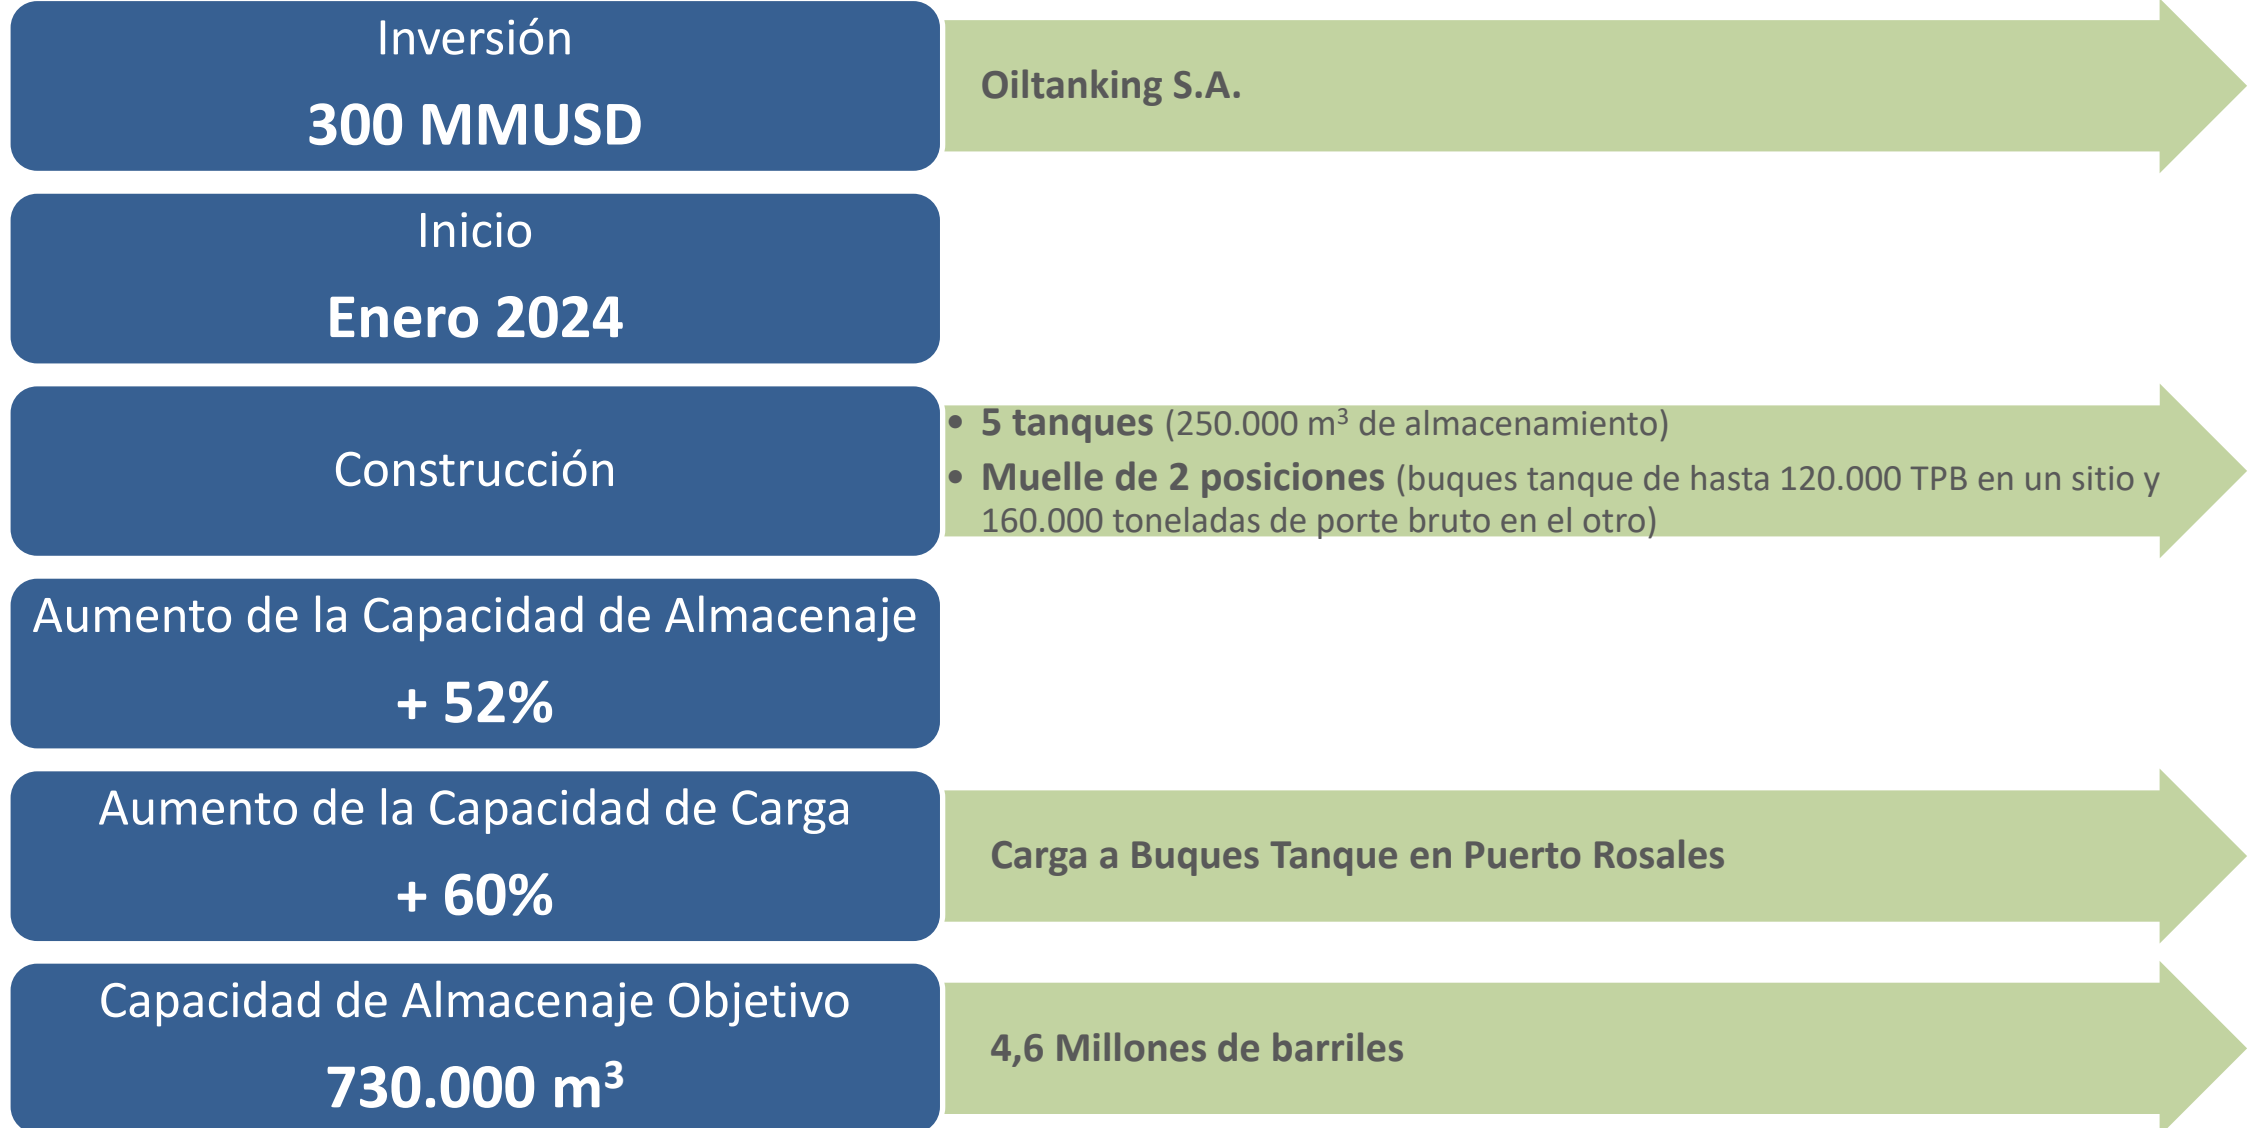 Inversión
300 MMUSD
Oiltanking S.A.
Inicio
Enero 2024
Construcción
• 5 tanques (250.000 m³ de almacenamiento)
• Muelle de 2 posiciones (buques tanque de hasta 120.000 TPB en un sitio y
160.000 toneladas de porte bruto en el otro)
Aumento de la Capacidad de Almacenaje
+ 52%
Aumento de la Capacidad de Carga
+ 60%
Carga a Buques Tanque en Puerto Rosales
Capacidad de Almacenaje Objetivo
730.000 m³
4,6 Millones de barriles